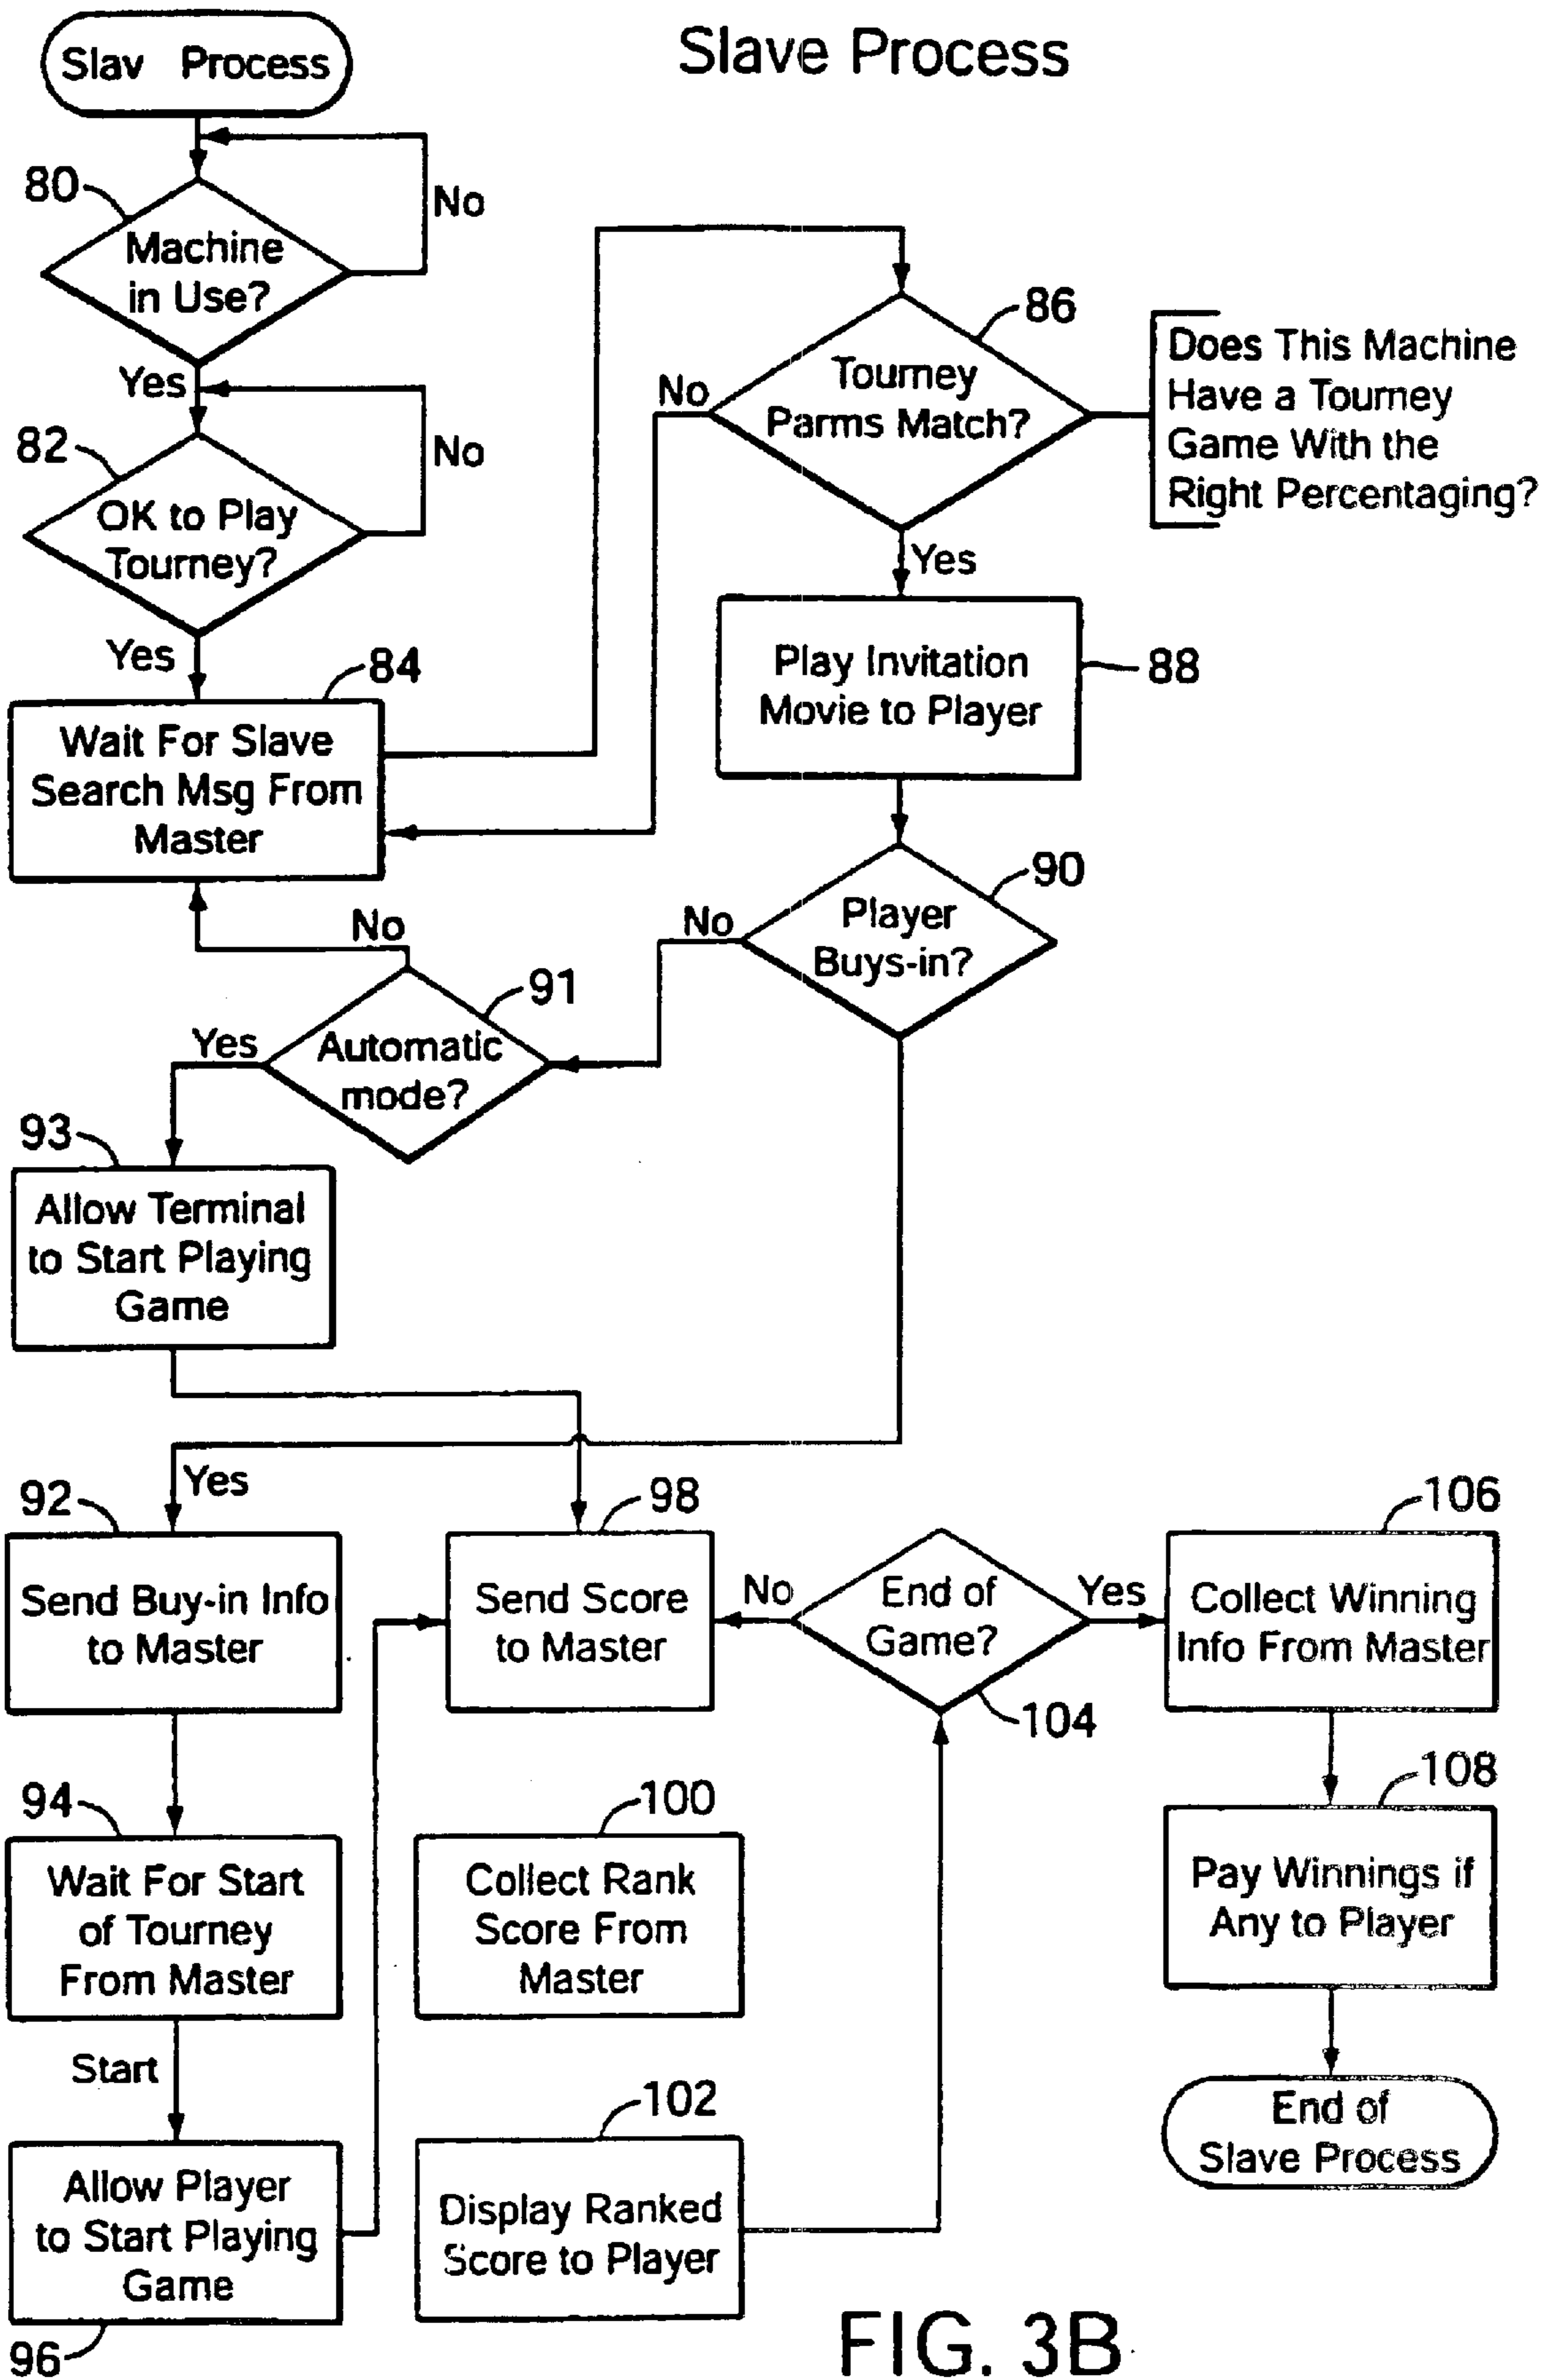 Slave Process
Slav Process
80
No
Machine
in Use?
Yes
82
No
OK to Play
Tourney?
Yes
84
Wait For Slave
Search Msg From
Master
86
No
Tourney
Parms Match?
Does This Machine
Have a Tourney
Game With the
Right Percentaging?
Yes
Play Invitation
Movie to Player
88
90
No
Player
Buys-in?
No
91
Yes
Automatic
mode?
93
Allow Terminal
to Start Playing
Game
Yes
92
Send Buy-in Info
to Master
98
Send Score
to Master
No
End of
Game?
Yes
104
106
Collect Winning
Info From Master
94
Wait For Start
of Tourney
From Master
100
Collect Rank
Score From
Master
108
Pay Winnings if
Any to Player
Start
Allow Player
to Start Playing
Game
96
102
Display Ranked
Score to Player
End of
Slave Process
FIG. 3B